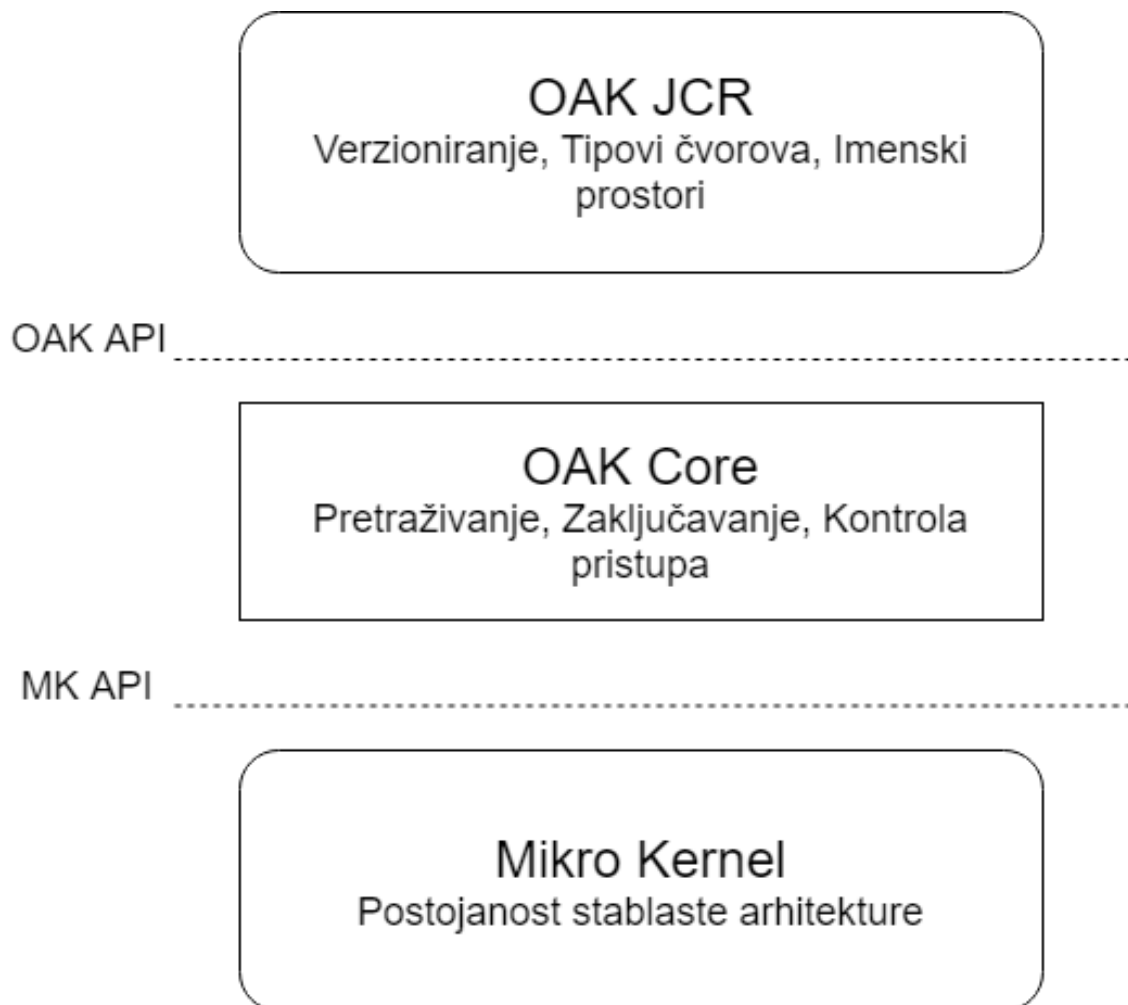 OAK JCR
Verzioniranje, Tipovi čvorova, Imenski
prostori
OAK API
OAK Core
Pretraživanje, Zaključavanje, Kontrola
pristupa
MK API
Mikro Kernel
Postojanost stablaste arhitekture